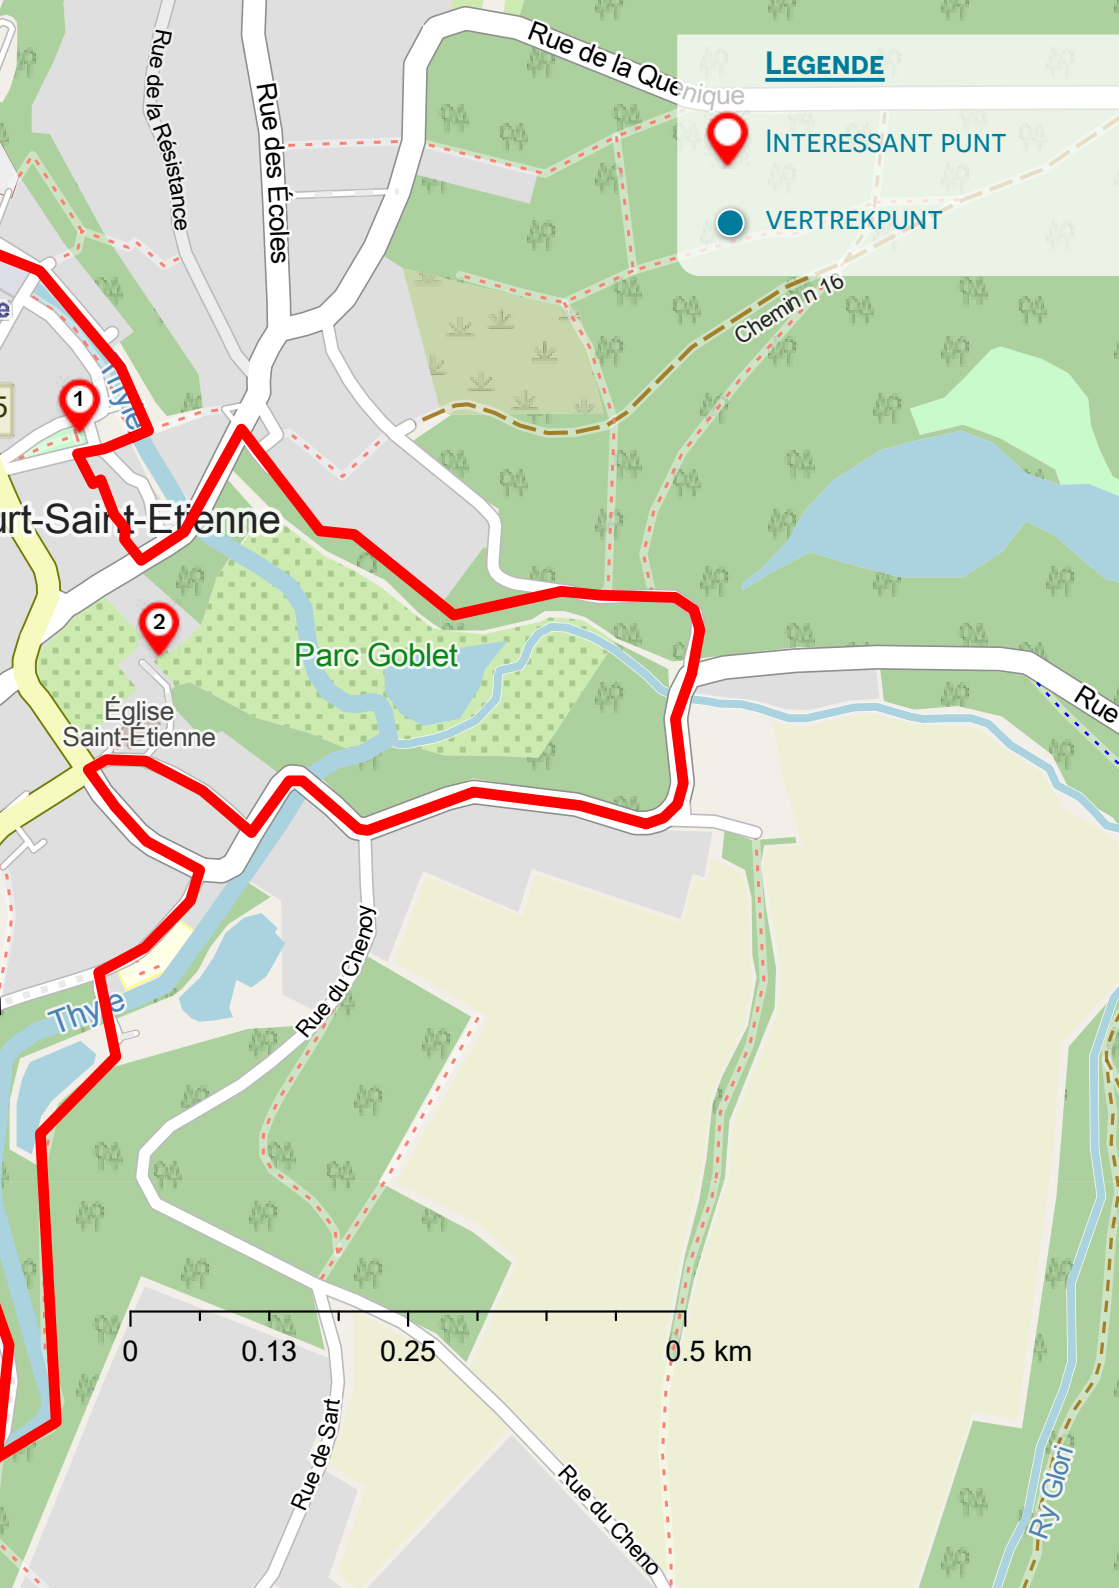 Rue de la Quenique
LEGENDE
INTERESSANT PUNT
VERTREKPUNT
Rue de la Résistance
Rue des Écoles
Chemin n 16
e
5
1
Thyle
urt-Saint-Etienne
2
Parc Goblet
Église
Saint-Etienne
Rue
Rue du Chenoy
Thyle
0 0.13 0.25 0.5 km
Rue de Sart
Rue du Cheno
Ry Glori